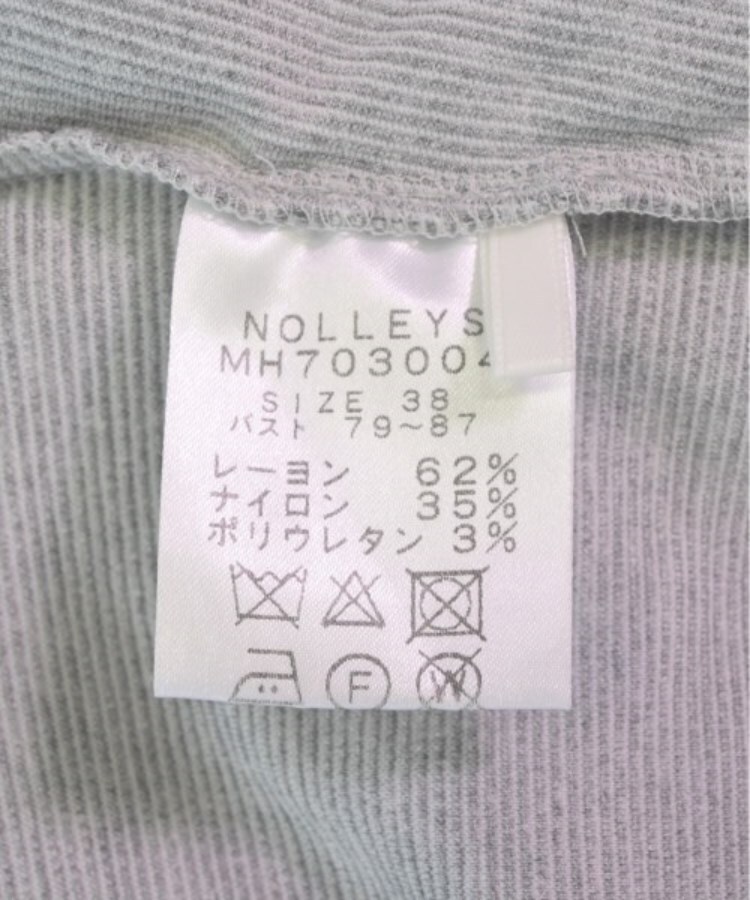 NOLLEYS
MH703004
SIZE 38
バスト 79~87
レーヨン 62%
ナイロン 35%
ポリウレタン 3%
F
W